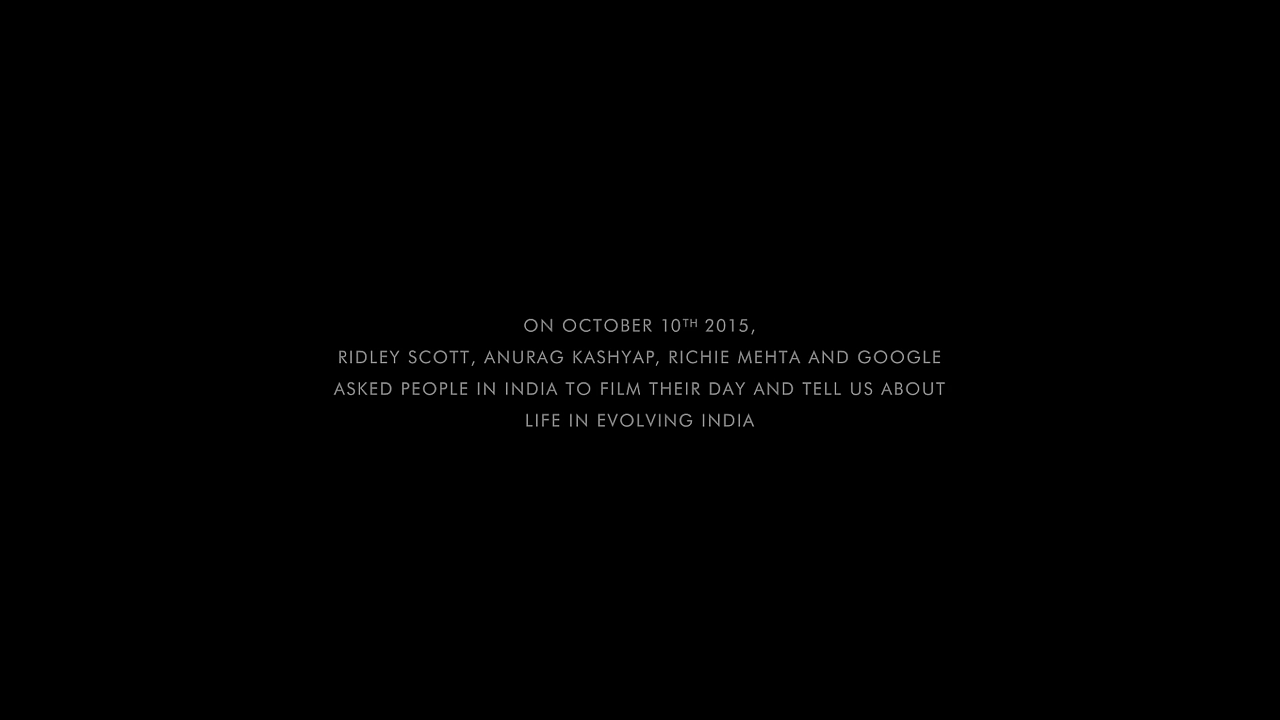 ON OCTOBER 10TH 2015,
RIDLEY SCOTT, ANURAG KASHYAP, RICHIE MEHTA AND GOOGLE
ASKED PEOPLE IN INDIA TO FILM THEIR DAY AND TELL US ABOUT
LIFE IN EVOLVING INDIA